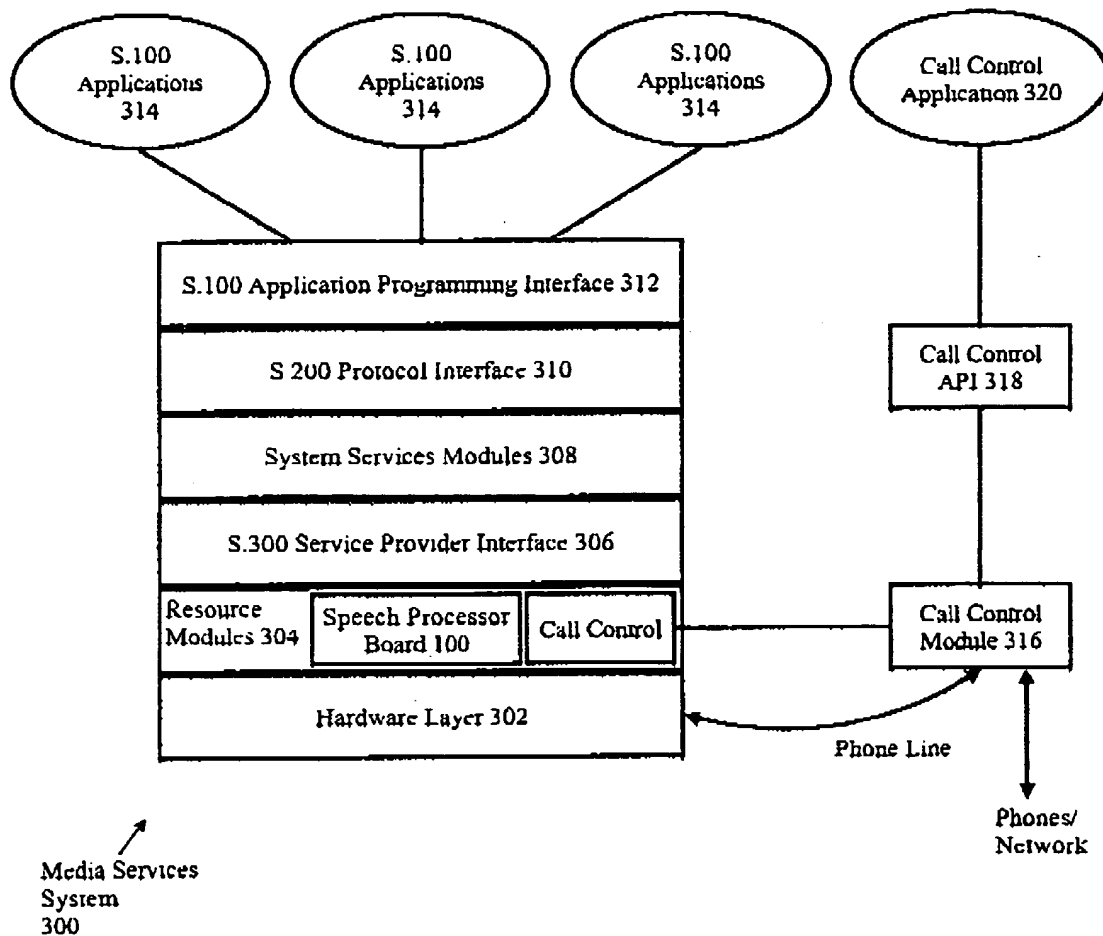 S.100
Applications
314
S.100
Applications
314
S.100
Applications
314
Call Control
Application 320
S.100 Application Programming Interface 312
S 200 Protocol Interface 310
Call Control
API 318
System Services Modules 308
S.300 Service Provider Interface 306
Resource
Modules 304
Speech Processor
Board 100
Call Control
Call Control
Module 316
Hardware Layer 302
Phone Line
Phones/
Network
Media Services
System
300